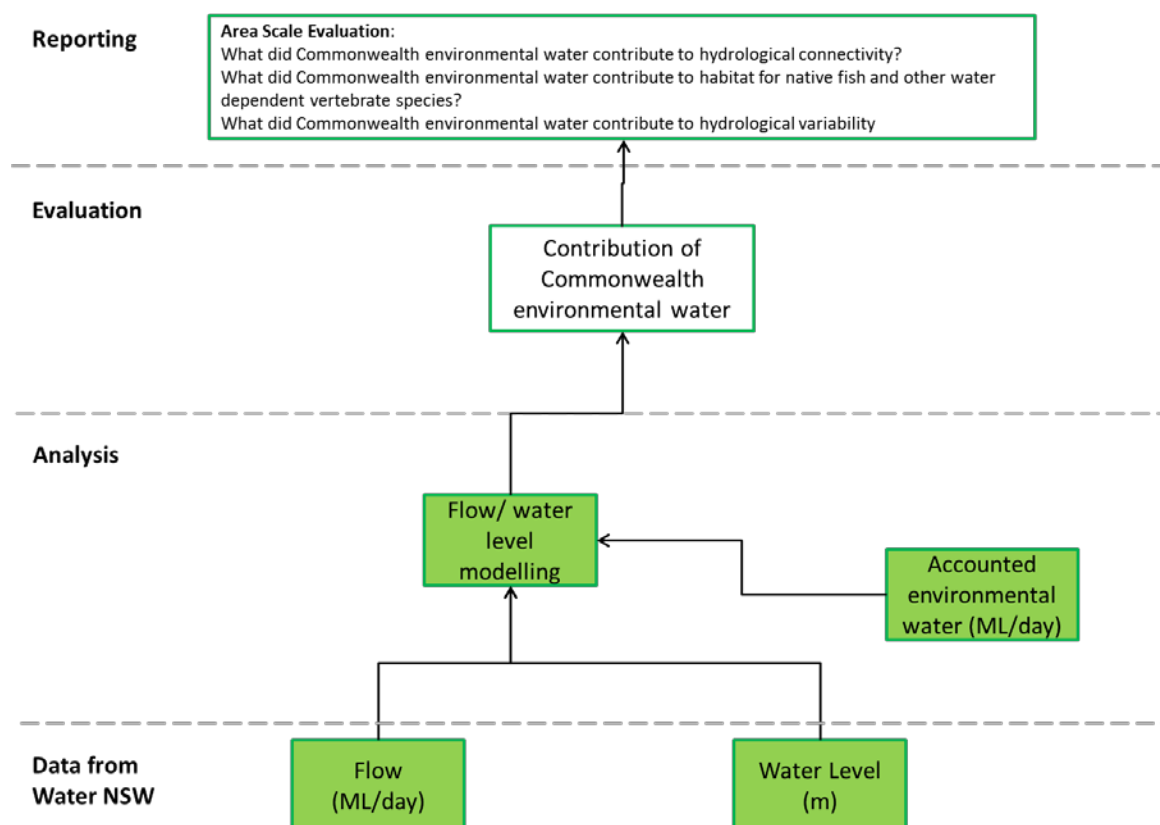 Reporting
Area Scale Evaluation:
What did Commonwealth environmental water contribute to hydrological connectivity?
What did Commonwealth environmental water contribute to habitat for native fish and other water
dependent vertebrate species?
What did Commonwealth environmental water contribute to hydrological variability
Evaluation
Contribution of
Commonwealth
environmental water
Analysis
Flow/ water
level
modelling
Accounted
environmental
water (ML/day)
Data from
Water NSW
Flow
(ML/day)
Water Level
(m)